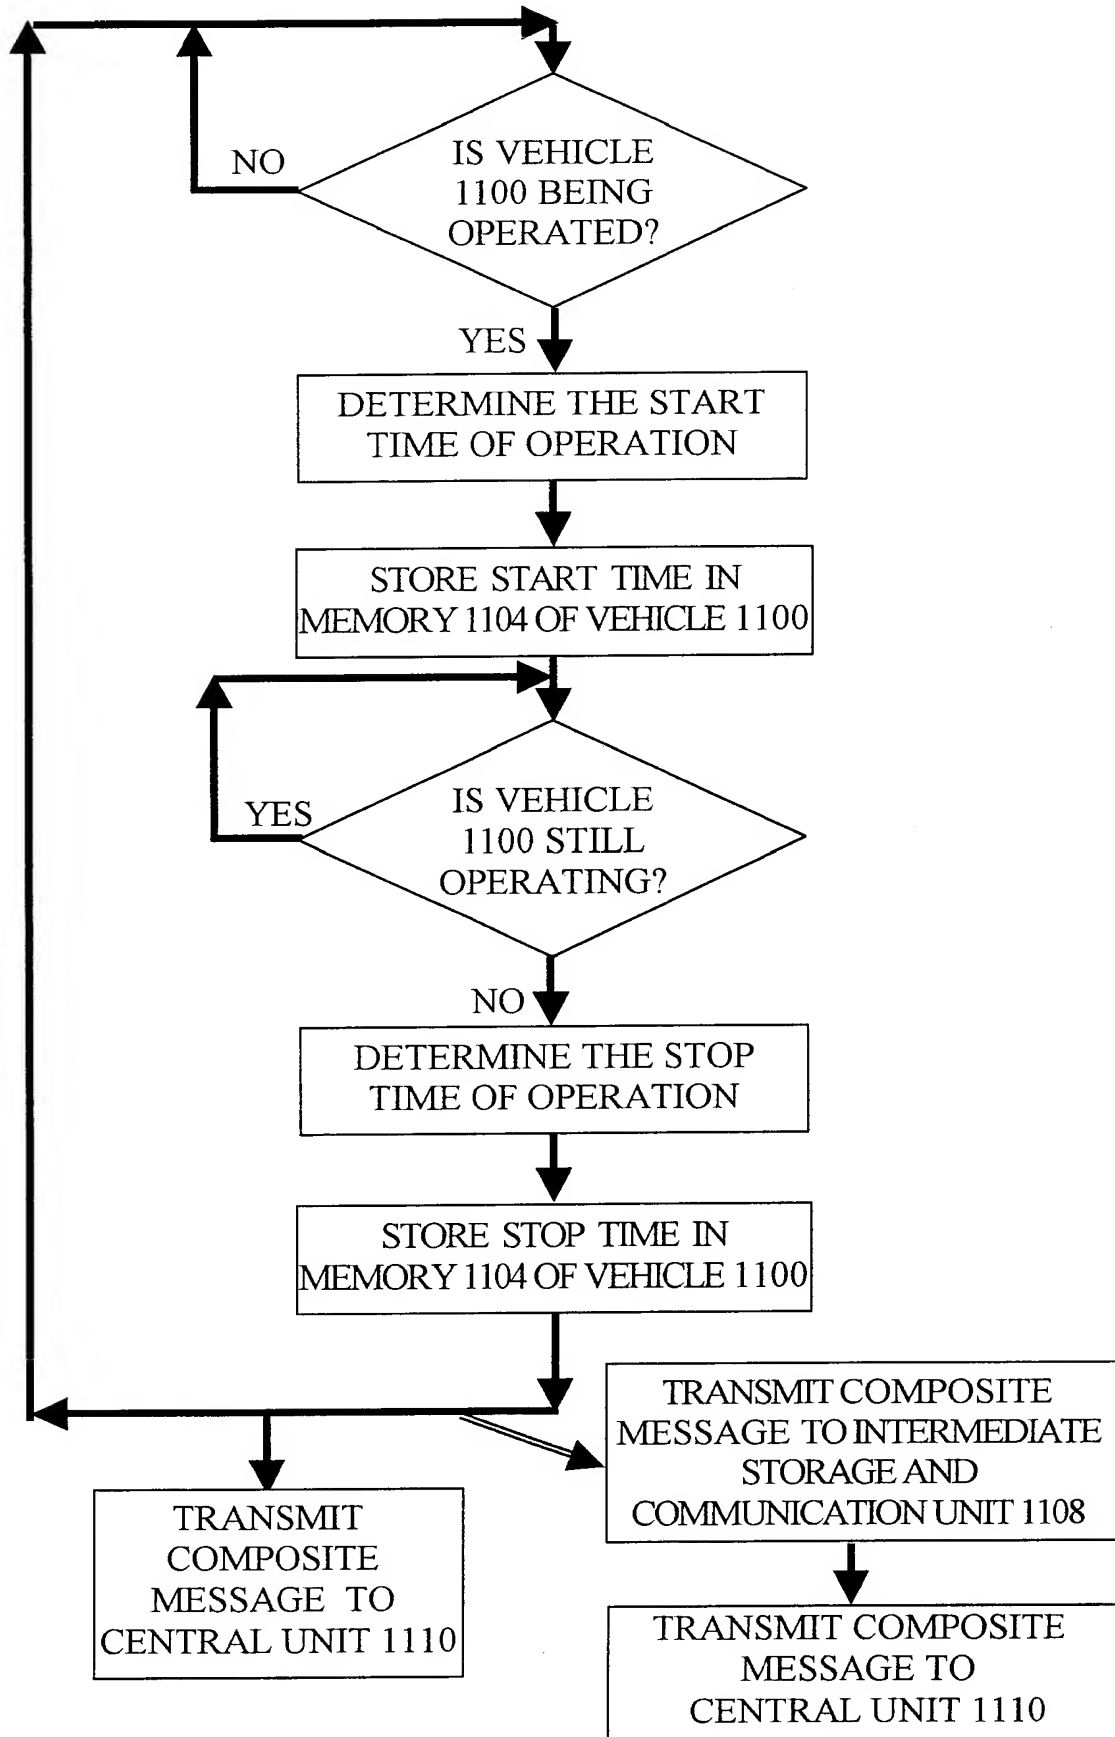 NO
IS VEHICLE
1100 BEING
OPERATED?
YES
DETERMINE THE START
TIME OF OPERATION
STORE START TIME IN
MEMORY 1104 OF VEHICLE 1100
YES
IS VEHICLE
1100 STILL
OPERATING?
NO
DETERMINE THE STOP
TIME OF OPERATION
STORE STOP TIME IN
MEMORY 1104 OF VEHICLE 1100
TRANSMIT COMPOSITE
MESSAGE TO INTERMEDIATE
STORAGE AND
COMMUNICATION UNIT 1108
TRANSMIT
COMPOSITE
MESSAGE TO
CENTRAL UNIT 1110
TRANSMIT COMPOSITE
MESSAGE TO
CENTRAL UNIT 1110